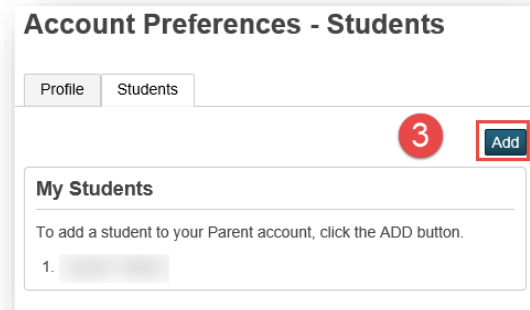 Account Preferences - Students
Profile Students
3 Add
My Students
To add a student to your Parent account, click the ADD button.
1.